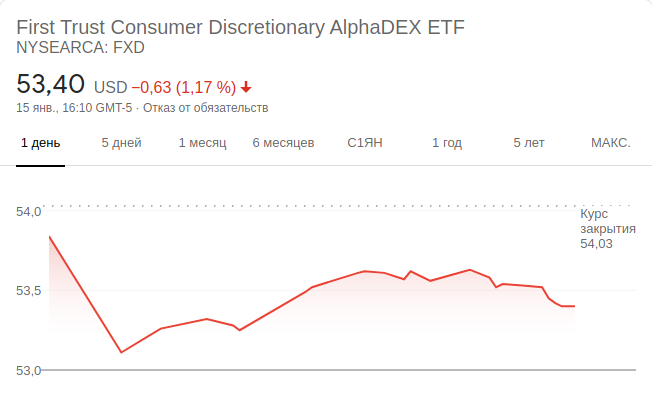 First Trust Consumer Discretionary AlphaDEX ETF
NYSEARCA: FXD
53,40 USD −0,63 (1,17 %)
15 янв., 16:10 GMT-5 · Отказ от обязательств
1 день 5 дней 1 месяц 6 месяцев С1ЯН 1 год 5 лет МАКС.
54,0
Курс
закрытия
54,03
53,5
53,0